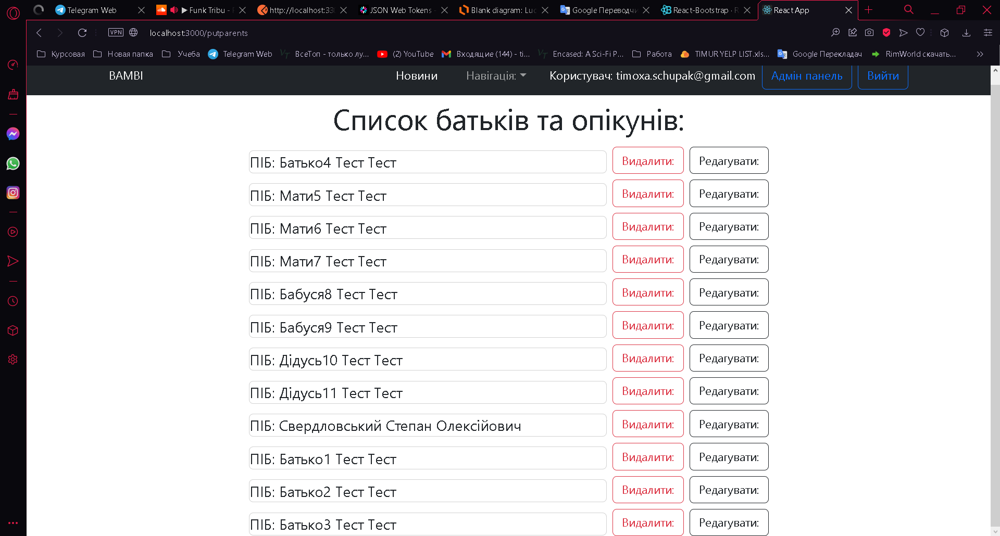 Telegram Web
Funk Tribu -
http://localhost:33
JSON Web Tokens
Blank diagram: Luc
Google Переводчи
React-Bootstrap · R
React App
VPN
localhost:3000/putparents
Курсовая
Новая папка
Учеба
Telegram Web
ВсеТоп - только лу...
(2) YouTube
Входящие (144) - ti...
Encased: A Sci-Fi P...
Работа
TIMUR YELP LIST.xls...
Google Перекладач
RimWorld скачать...
BAMBI
Новини
Навігація:
Користувач: timoxa.schupak@gmail.com
Адмін панель
Вийти
Список батьків та опікунів:
ПІБ: Батько4 Тест Тест Видалити: Редагувати:
ПІБ: Мати5 Тест Тест Видалити: Редагувати:
ПІБ: Мати6 Тест Тест Видалити: Редагувати:
ПІБ: Мати7 Тест Тест Видалити: Редагувати:
ПІБ: Бабуся8 Тест Тест Видалити: Редагувати:
ПІБ: Бабуся9 Тест Тест Видалити: Редагувати:
ПІБ: Дідусь10 Тест Тест Видалити: Редагувати:
ПІБ: Дідусь11 Тест Тест Видалити: Редагувати:
ПІБ: Свердловський Степан Олексійович Видалити: Редагувати:
ПІБ: Батько1 Тест Тест Видалити: Редагувати:
ПІБ: Батько2 Тест Тест Видалити: Редагувати:
ПІБ: Батько3 Тест Тест Видалити: Редагувати: